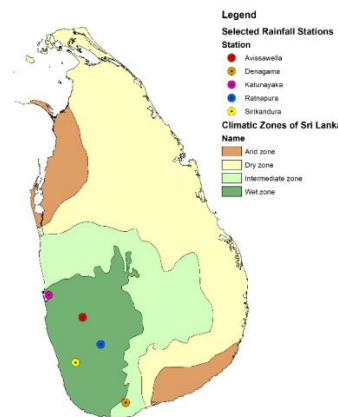 Legend
Selected Rainfall Stations
Station
Avissawella
Denagama
Katunayaka
Ratnapura
Sirikandura
Climatic Zones of Sri Lanka
Name
Arid zone
Dry zone
Intermediate zone
Wet zone